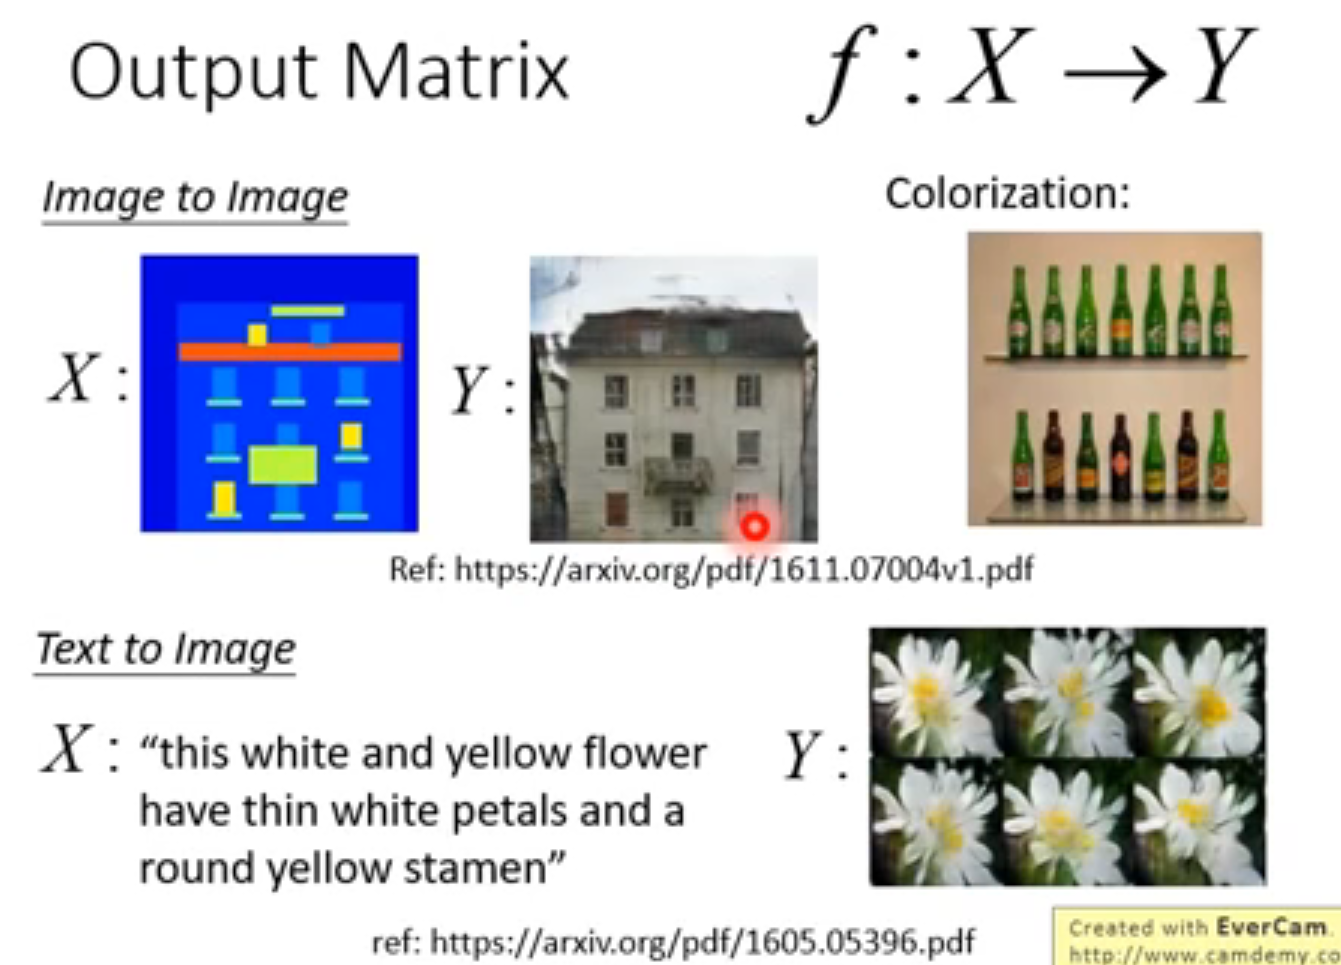 Output Matrix
f : X → Y
Image to Image
Colorization:
X :
Y :
Ref: https://arxiv.org/pdf/1611.07004v1.pdf
Text to Image
X : “this white and yellow flower
have thin white petals and a
round yellow stamen”
Y :
ref: https://arxiv.org/pdf/1605.05396.pdf
Created with EverCam.
http://www.camdemy.co